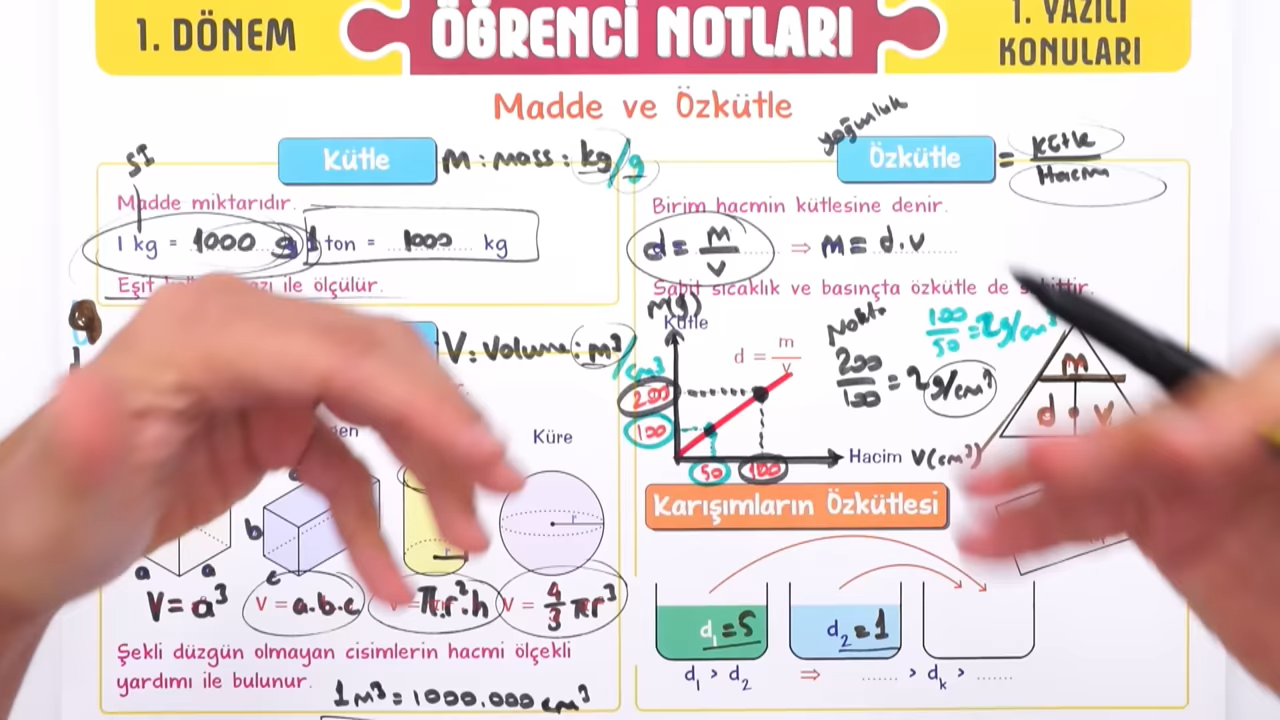 1. DÖNEM
ÖĞRENCİ NOTLARI
1. YAZILI
KONULARI
Madde ve Özkütle
SI
Kütle
M : mass : kg/g
Madde miktarıdır.
1 kg = 1000 g
1 ton = 1000 kg
Eşit ile ölçülür.
V: Volume: m³/cm³
Küre
r
b
a
a
c
r
V = a³
V = a.b.c
V = π.r².h
V = 4/3 πr³
Şekli düzgün olmayan cisimlerin hacmi ölçekli
yardımı ile bulunur.
1m³ = 1000.000 cm³
yoğunluk
Özkütle
= Kütle / Hacim
Birim hacmin kütlesine denir.
d = m/v ⇒ m = d.v
Sabit sıcaklık ve basınçta özkütle de
m(g)
Kütle
d = m/v
200
100
50
100
Hacim V(cm³)
Nokta
200/100 = 2 g/cm³
100/50 = 2g/cm³
m
d . v
Karışımların Özkütlesi
d₁ = 5
d₂ = 1
d₁ > d₂ ⇒ ...... > dₖ > ......